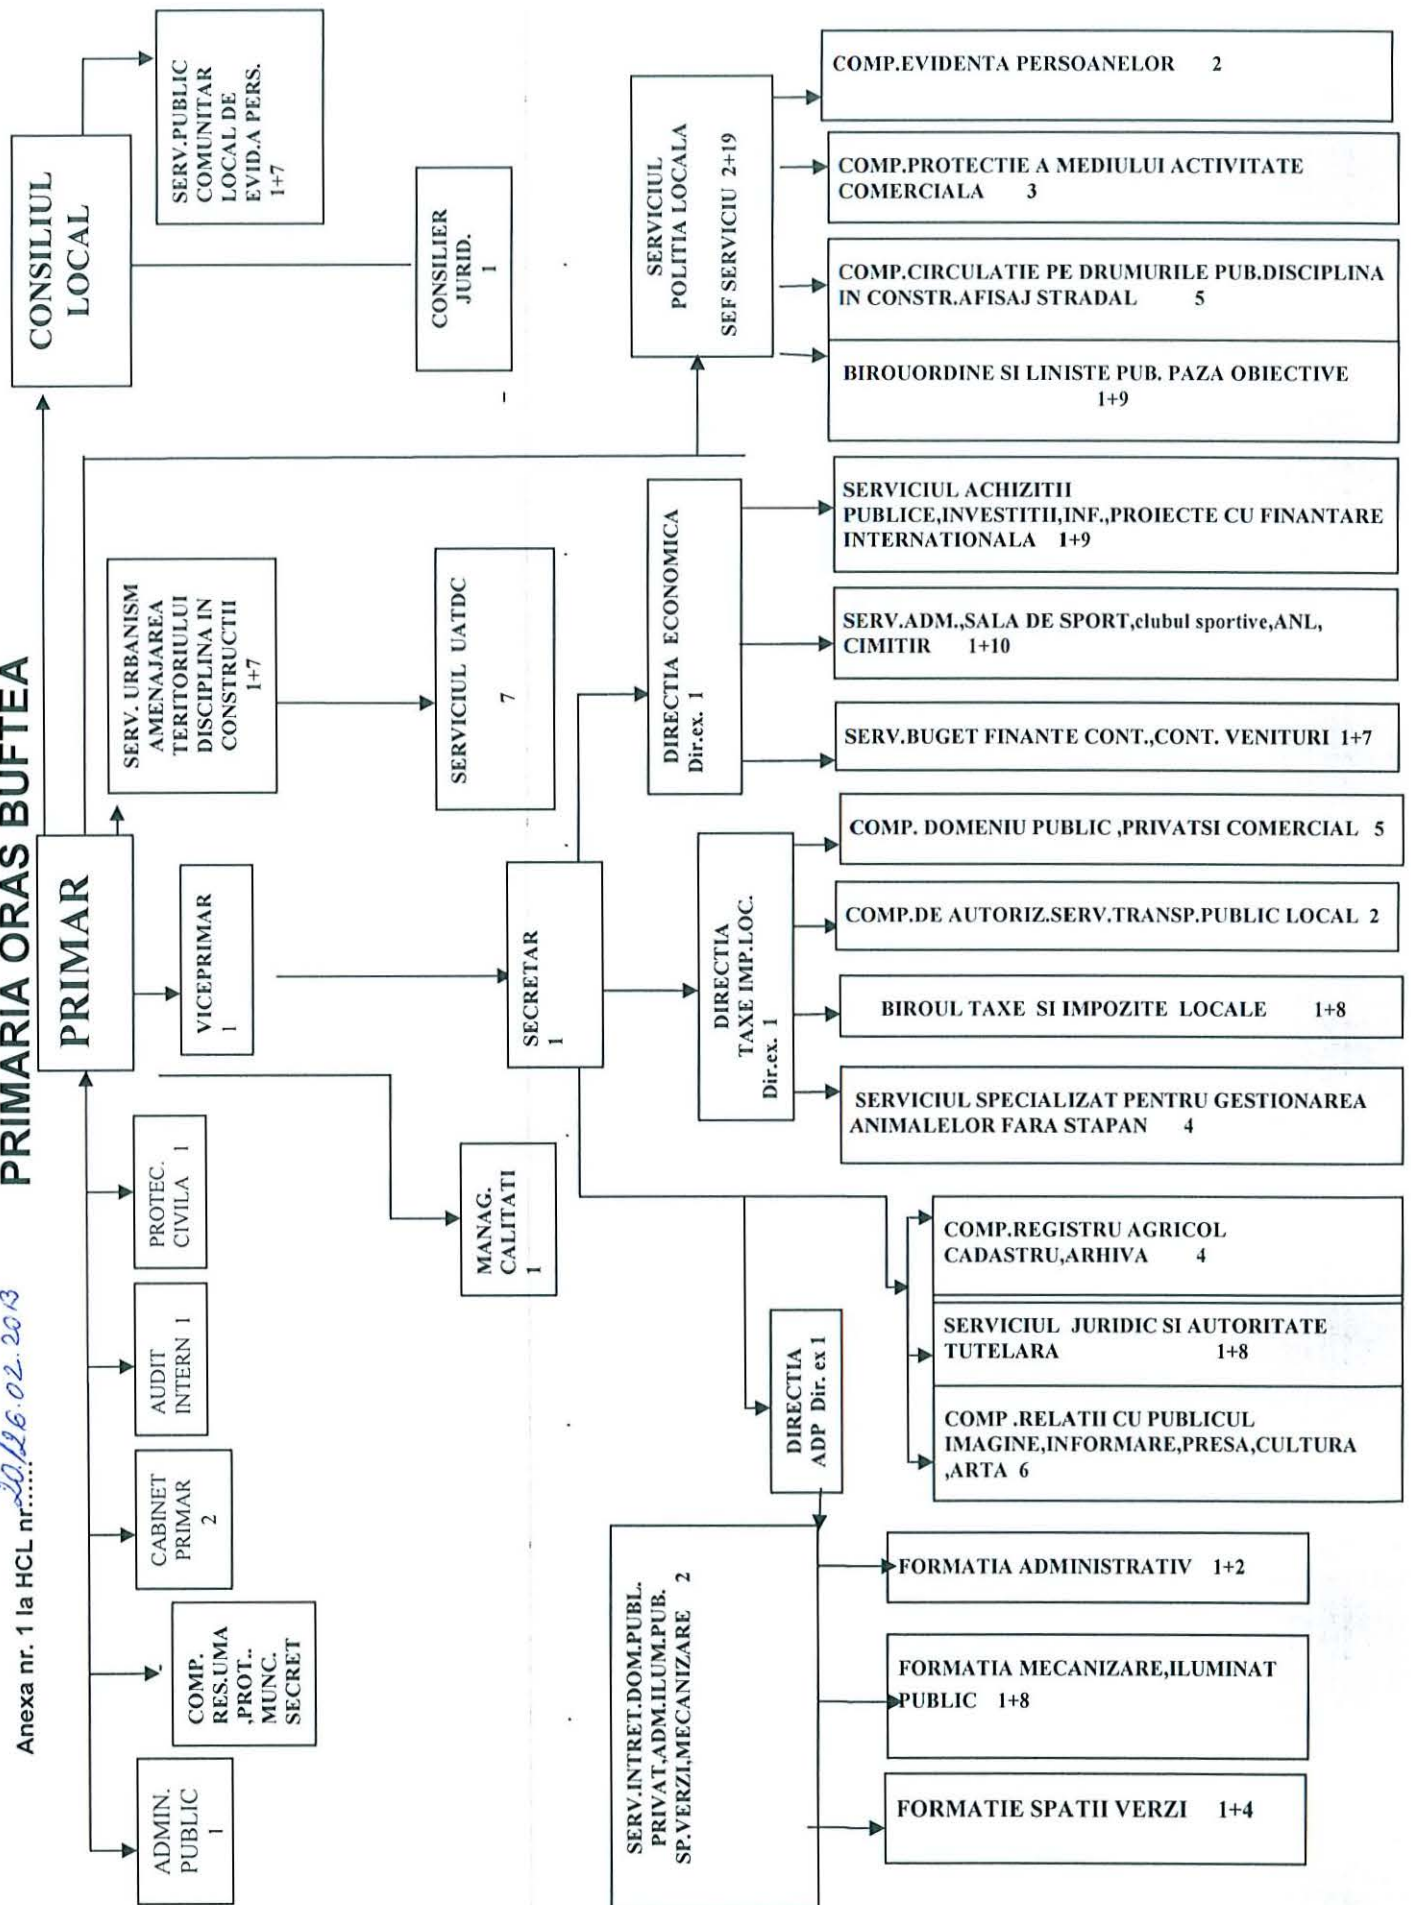 Anexa nr. 1 la HCL nr 20/26.02.2013
PRIMARIA ORAS BUFTEA
PRIMAR
CONSILIUL
LOCAL
SERV.PUBLIC
COMUNITAR
LOCAL DE
EVID.A PERS.
1+7
CONSILIER
JURID.
1
ADMIN.
PUBLIC
1
COMP.
RES.UMA
,PROT..
MUNC.
SECRET
CABINET
PRIMAR
2
AUDIT
INTERN 1
PROTEC.
CIVILA 1
VICEPRIMAR
1
SERV. URBANISM
AMENAJAREA
TERITORIULUI
DISCIPLINA IN
CONSTRUCTII
1+7
SERVICIUL UATDC
7
MANAG.
CALITATI
1
SECRETAR
1
SERVICIUL
POLITIA LOCALA
SEF SERVICIU 2+19
COMP.EVIDENTA PERSOANELOR 2
COMP.PROTECTIE A MEDIULUI ACTIVITATE
COMERCIALA 3
COMP.CIRCULATIE PE DRUMURILE PUB.DISCIPLINA
IN CONSTR.AFISAJ STRADAL 5
BIROUORDINE SI LINISTE PUB. PAZA OBIECTIVE
1+9
DIRECTIA ECONOMICA
Dir.ex. 1
SERVICIUL ACHIZITII
PUBLICE,INVESTITII,INF.,PROIECTE CU FINANTARE
INTERNATIONALA 1+9
SERV.ADM.,SALA DE SPORT,clubul sportive,ANL,
CIMITIR 1+10
SERV.BUGET FINANTE CONT.,CONT. VENITURI 1+7
DIRECTIA
TAXE IMP.LOC.
Dir.ex. 1
COMP. DOMENIU PUBLIC ,PRIVATSI COMERCIAL 5
COMP.DE AUTORIZ.SERV.TRANSP.PUBLIC LOCAL 2
BIROUL TAXE SI IMPOZITE LOCALE 1+8
SERVICIUL SPECIALIZAT PENTRU GESTIONAREA
ANIMALELOR FARA STAPAN 4
COMP.REGISTRU AGRICOL
CADASTRU,ARHIVA 4
SERVICIUL JURIDIC SI AUTORITATE
TUTELARA 1+8
COMP .RELATII CU PUBLICUL
IMAGINE,INFORMARE,PRESA,CULTURA
,ARTA 6
DIRECTIA
ADP Dir. ex 1
SERV.INTRET.DOM.PUBL.
PRIVAT,ADM.ILUM.PUB.
SP.VERZI,MECANIZARE 2
FORMATIA ADMINISTRATIV 1+2
FORMATIA MECANIZARE,ILUMINAT
PUBLIC 1+8
FORMATIE SPATII VERZI 1+4